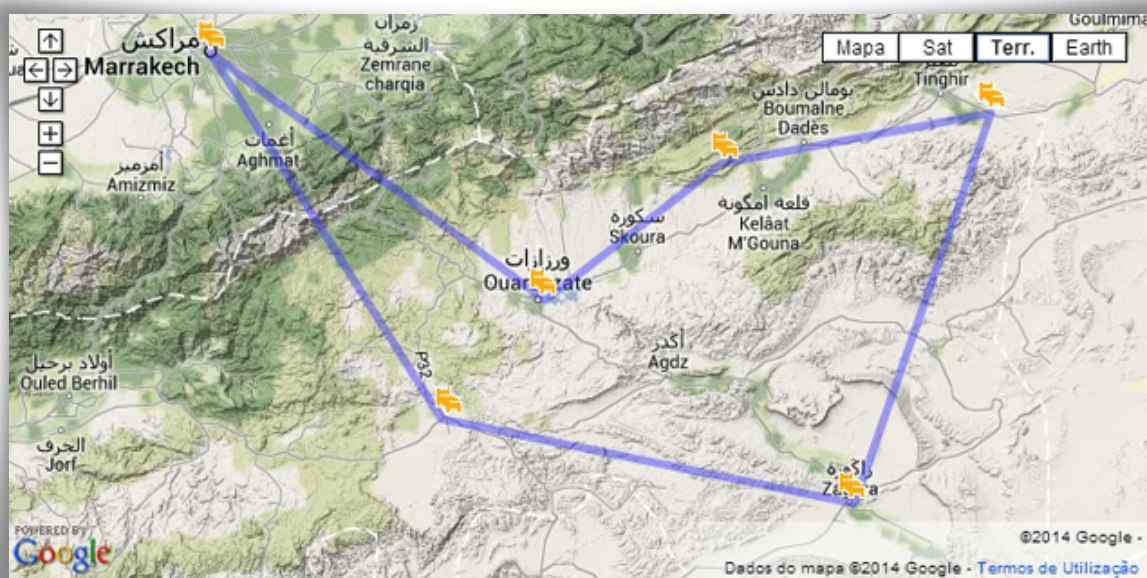 Goulmima
زمران
الشرقية
Zemrane
charqia
مراكش
Marrakech
Mapa
Sat
Terr.
Earth
Tinghir
بومالن دادس
Boumalne
Dadès
أغمات
Aghmat
أمزميز
Amizmiz
سكورة
Skoura
قلعة امكونة
Kelâat
M'Gouna
ورزازات
أكدز
Agdz
P32
أولاد برحيل
Ouled Berhil
الجرف
Jorf
زاكورة
POWERED BY
Google
©2014 Google -
Dados do mapa ©2014 Google - Termos de Utilização